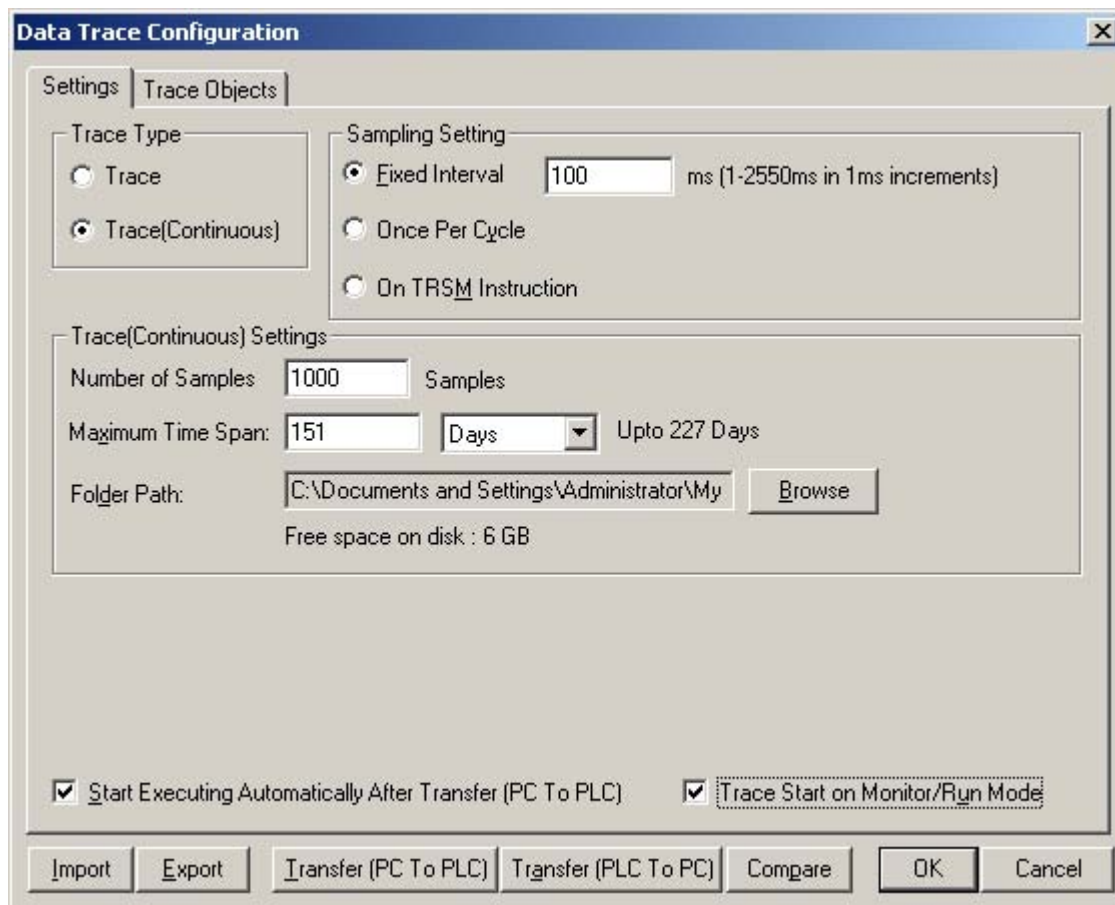 Data Trace Configuration
Settings
Trace Objects
Trace Type
Trace
Trace(Continuous)
Sampling Setting
Fixed Interval 100 ms (1-2550ms in 1ms increments)
Once Per Cycle
On TRSM Instruction
Trace(Continuous) Settings
Number of Samples 1000 Samples
Maximum Time Span: 151 Days Upto 227 Days
Folder Path: C:\Documents and Settings\Administrator\My Browse
Free space on disk : 6 GB
Start Executing Automatically After Transfer (PC To PLC) Trace Start on Monitor/Run Mode
Import Export Transfer (PC To PLC) Transfer (PLC To PC) Compare OK Cancel